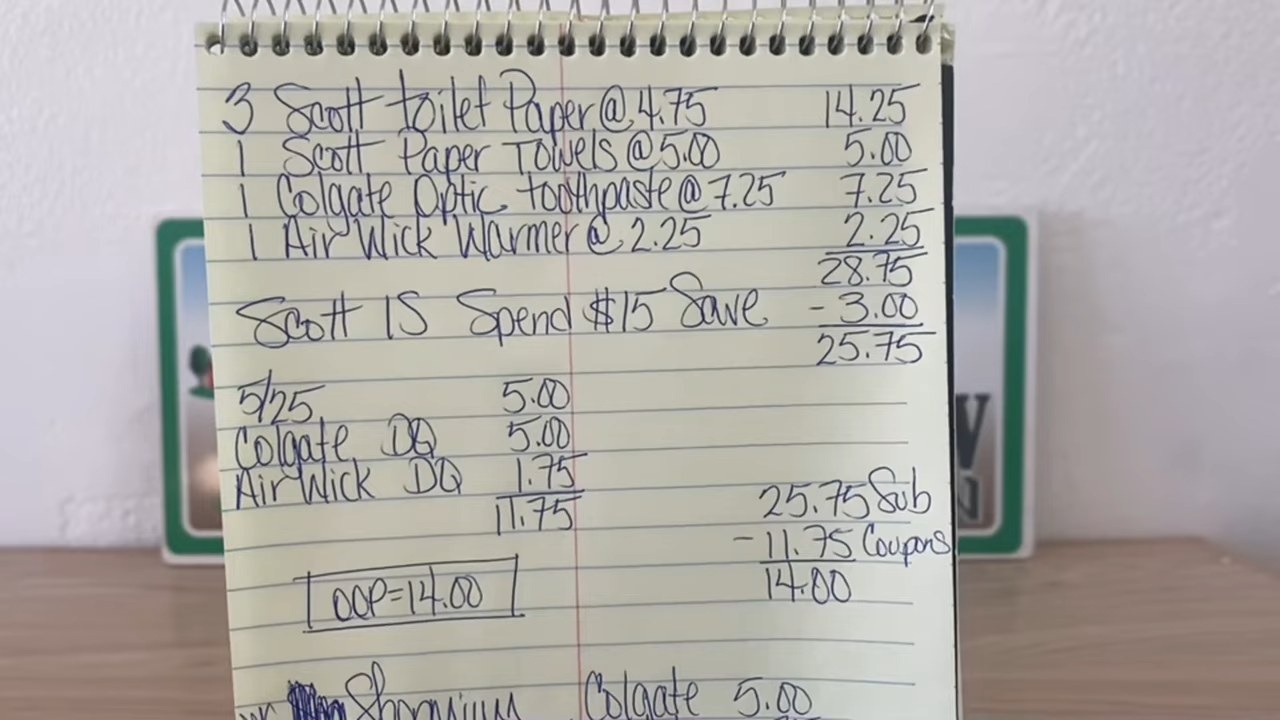 3 Scott toilet Paper @ 4.75 14.25
1 Scott Paper Towels @ 5.00 5.00
1 Colgate Optic toothpaste @ 7.25 7.25
1 Air Wick Warmer @ 2.25 2.25
28.75
Scott IS Spend $15 Save - 3.00
25.75
5/25 5.00
Colgate DQ 5.00
Air Wick DQ 1.75
11.75
25.75 Sub
- 11.75 Coupons
14.00
OOP=14.00
Colgate 5.00